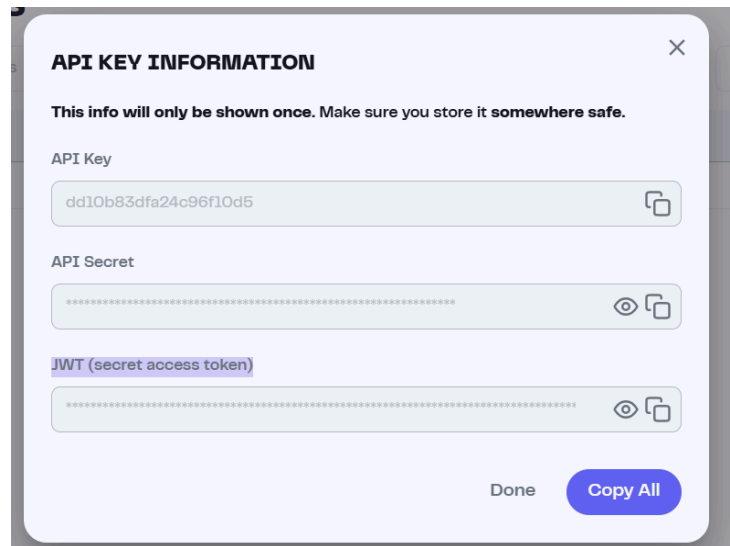 API KEY INFORMATION
This info will only be shown once. Make sure you store it somewhere safe.
API Key
dd10b83dfa24c96f10d5
API Secret
JWT (secret access token)
Done
Copy All